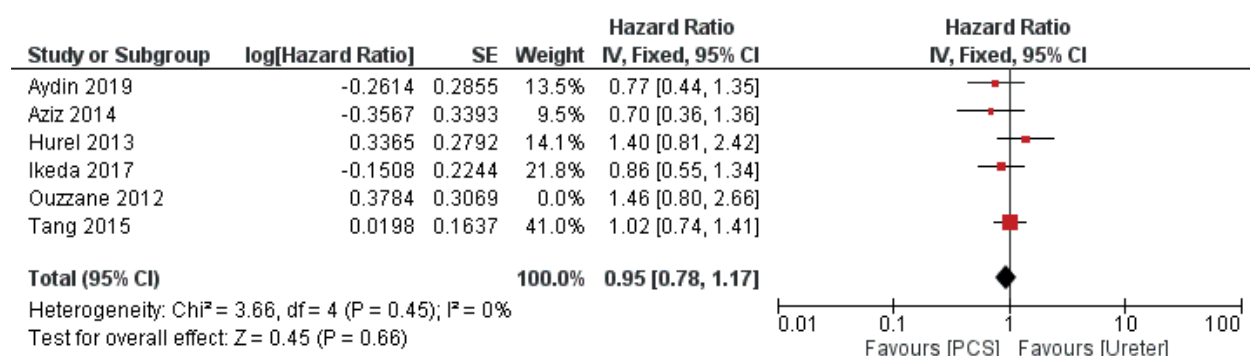 Hazard Ratio Hazard Ratio
Study or Subgroup log[Hazard Ratio] SE Weight IV, Fixed, 95% CI IV, Fixed, 95% CI
Aydin 2019 -0.2614 0.2855 13.5% 0.77 [0.44, 1.35]
Aziz 2014 -0.3567 0.3393 9.5% 0.70 [0.36, 1.36]
Hurel 2013 0.3365 0.2792 14.1% 1.40 [0.81, 2.42]
Ikeda 2017 -0.1508 0.2244 21.8% 0.86 [0.55, 1.34]
Ouzzane 2012 0.3784 0.3069 0.0% 1.46 [0.80, 2.66]
Tang 2015 0.0198 0.1637 41.0% 1.02 [0.74, 1.41]
Total (95% CI) 100.0% 0.95 [0.78, 1.17]
Heterogeneity: Chi² = 3.66, df = 4 (P = 0.45); I² = 0%
Test for overall effect: Z = 0.45 (P = 0.66)
0.01 0.1 1 10 100
Favours [PCS] Favours [Ureter]